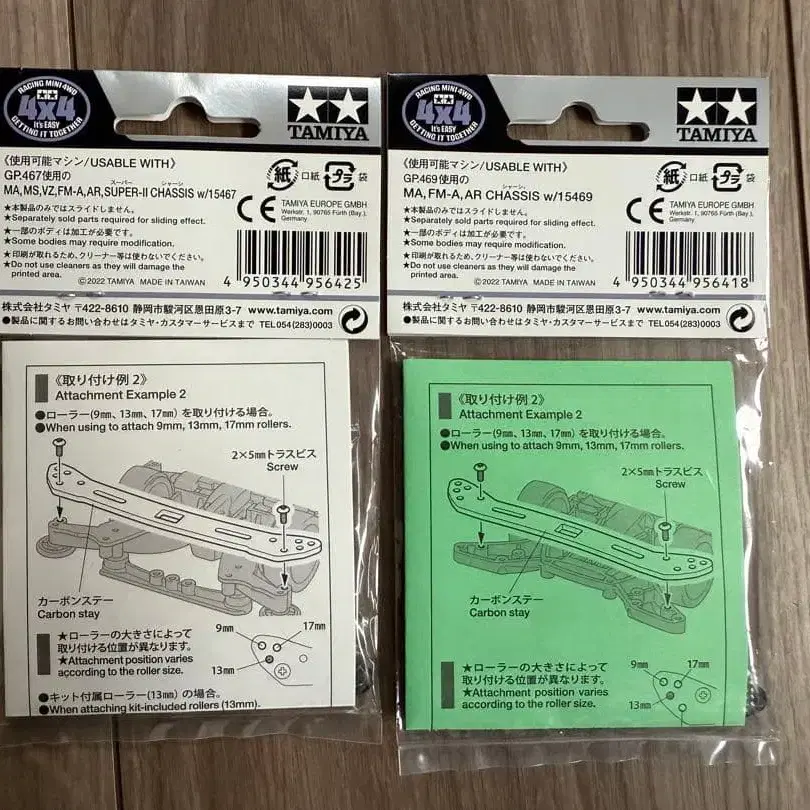 RACING MINI 4WD
4x4
It's EASY
GETTING IT TOGETHER
TAMIYA
《使用可能マシン/USABLE WITH》
GP.467使用の
スーパー シャーシ
MA,MS,VZ,FM-A,AR,SUPER-II CHASSIS w/15467
紙 口紙 プラ 袋
★本製品のみではスライドしません。
★Separately sold parts required for sliding effect.
★一部のボディは加工が必要です。
★Some bodies may require modification.
★印刷が取れるため、クリーナー等は使わないでください。
★Do not use cleaners as they will damage the
printed area.
©2022 TAMIYA MADE IN TAIWAN
CE TAMIYA EUROPE GMBH
Werkstr. 1, 90765 Fürth (Bay.),
Germany
4 950344 956425
株式会社タミヤ 〒422-8610 静岡市駿河区恩田原3-7 www.tamiya.com
●製品に関するお問い合わせはタミヤ・カスタマーサービスまで TEL054(283)0003
《取り付け例 2》
Attachment Example 2
●ローラー(9㎜、13㎜、17㎜) を取り付ける場合。
●When using to attach 9mm, 13mm, 17mm rollers.
2×5㎜トラスビス
Screw
カーボンステー
Carbon stay
★ローラーの大きさによって
取り付ける位置が異なります。
★Attachment position varies
according to the roller size.
9㎜
17㎜
13㎜
●キット付属ローラー(13㎜) の場合。
●When attaching kit-included rollers (13mm).
RACING MINI 4WD
4x4
It's EASY
GETTING IT TOGETHER
TAMIYA
《使用可能マシン/USABLE WITH》
GP.469使用の
シャーシ
MA, FM-A, AR CHASSIS w/15469
紙 口紙 プラ 袋
★本製品のみではスライドしません。
★Separately sold parts required for sliding effect.
★一部のボディは加工が必要です。
★Some bodies may require modification.
★印刷が取れるため、クリーナー等は使わないでください。
★Do not use cleaners as they will damage the
printed area.
©2022 TAMIYA MADE IN TAIWAN
CE TAMIYA EUROPE GMBH
Werkstr. 1, 90765 Fürth (Bay.),
Germany
4 950344 956418
株式会社タミヤ 〒422-8610 静岡市駿河区恩田原3-7 www.tamiya.com
●製品に関するお問い合わせはタミヤ・カスタマーサービスまで TEL054(283)0003
《取り付け例 2》
Attachment Example 2
●ローラー(9㎜、13㎜、17㎜) を取り付ける場合。
●When using to attach 9mm, 13mm, 17mm rollers.
2×5㎜トラスビス
Screw
カーボンステー
Carbon stay
★ローラーの大きさによって
取り付ける位置が異なります。
★Attachment position varies
according to the roller size.
9㎜
17㎜
13㎜